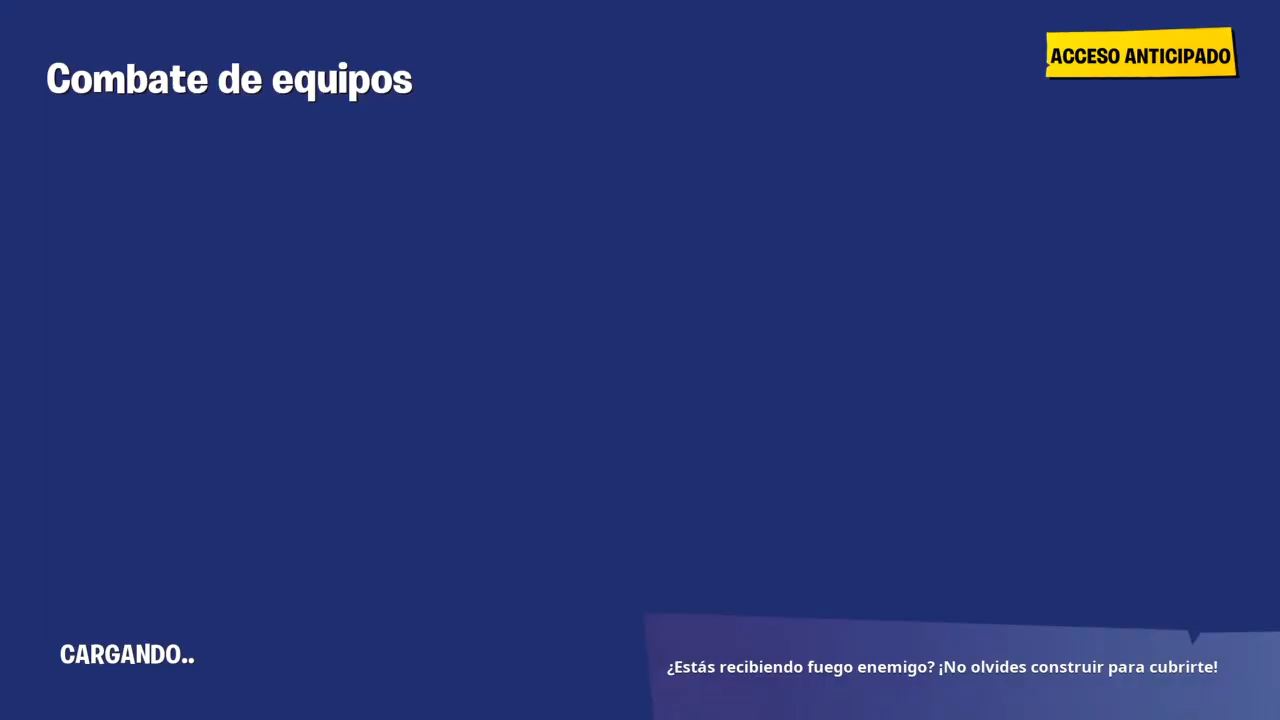 Combate de equipos
ACCESO ANTICIPADO
CARGANDO..
¿Estás recibiendo fuego enemigo? ¡No olvides construir para cubrirte!